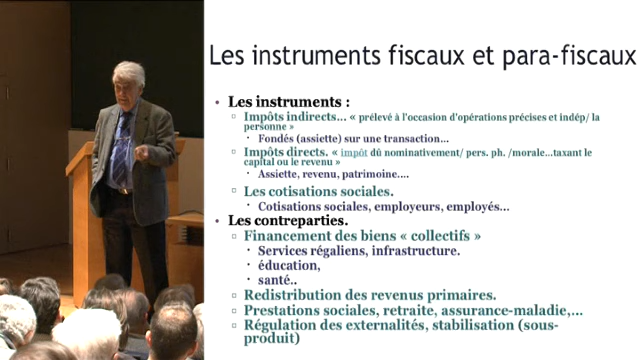 Les instruments fiscaux et para-fiscaux
• Les instruments :
▫ Impôts indirects... « prélevé à l'occasion d'opérations précises et indép/ la
personne »
• Fondés (assiette) sur une transaction...
▫ Impôts directs. « impôt dû nominativement/ pers. ph. /morale...taxant le
capital ou le revenu »
• Assiette, revenu, patrimoine....
▫ Les cotisations sociales.
• Cotisations sociales, employeurs, employés...
• Les contreparties.
▫ Financement des biens « collectifs »
• Services régaliens, infrastructure.
• éducation,
• santé..
▫ Redistribution des revenus primaires.
▫ Prestations sociales, retraite, assurance-maladie,...
▫ Régulation des externalités, stabilisation (sous-
produit)